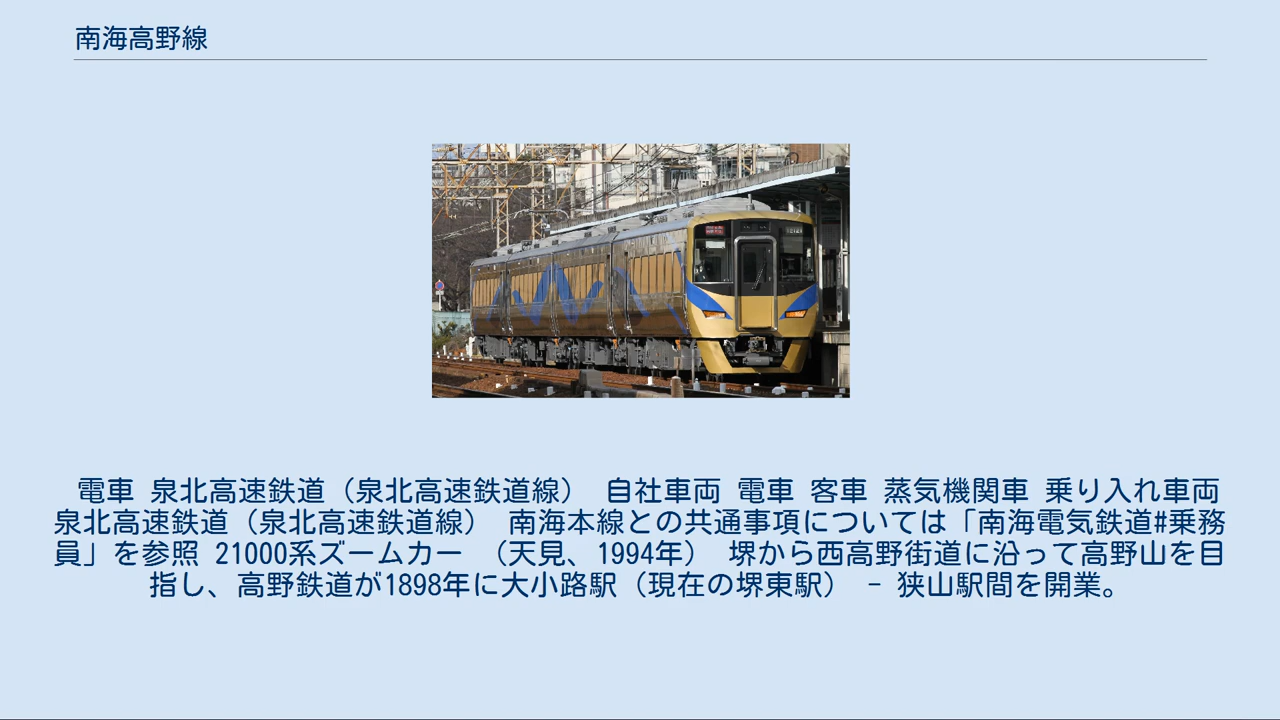 南海高野線
電車 泉北高速鉄道（泉北高速鉄道線） 自社車両 電車 客車 蒸気機関車 乗り入れ車両
泉北高速鉄道（泉北高速鉄道線） 南海本線との共通事項については「南海電気鉄道#乗務
員」を参照 21000系ズームカー （天見、1994年） 堺から西高野街道に沿って高野山を目
指し、高野鉄道が1898年に大小路駅（現在の堺東駅） - 狭山駅間を開業。